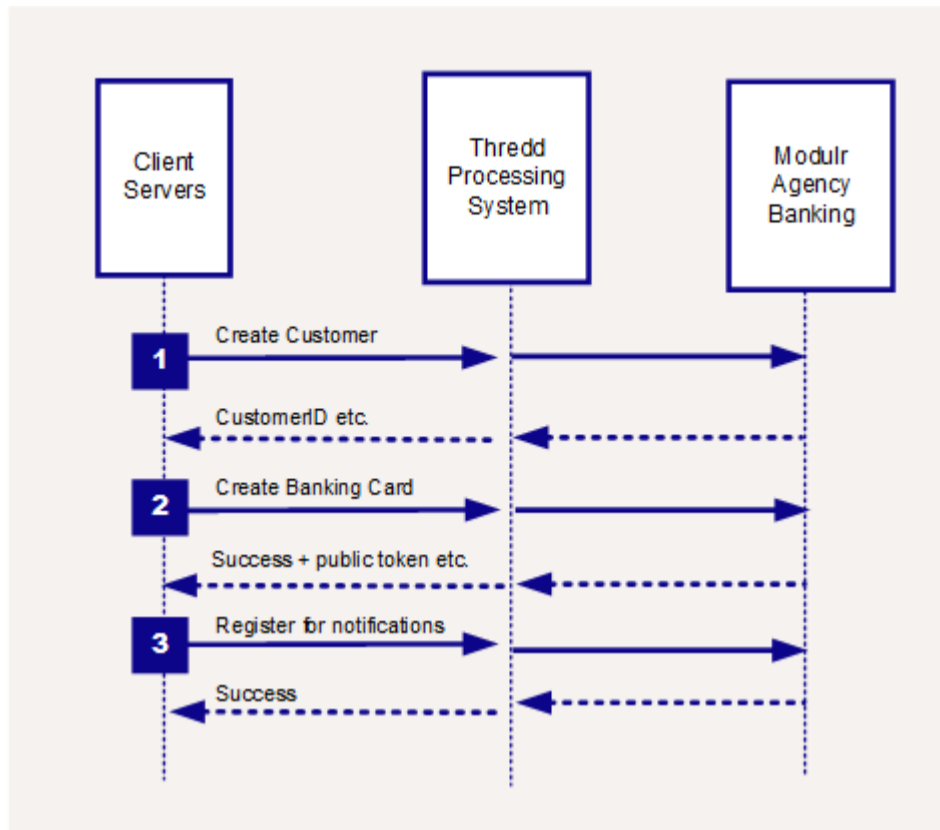 Client
Servers
Thredd
Processing
System
Modulr
Agency
Banking
1
Create Customer
CustomerID etc.
2
Create Banking Card
Success + public token etc.
3
Register for notifications
Success